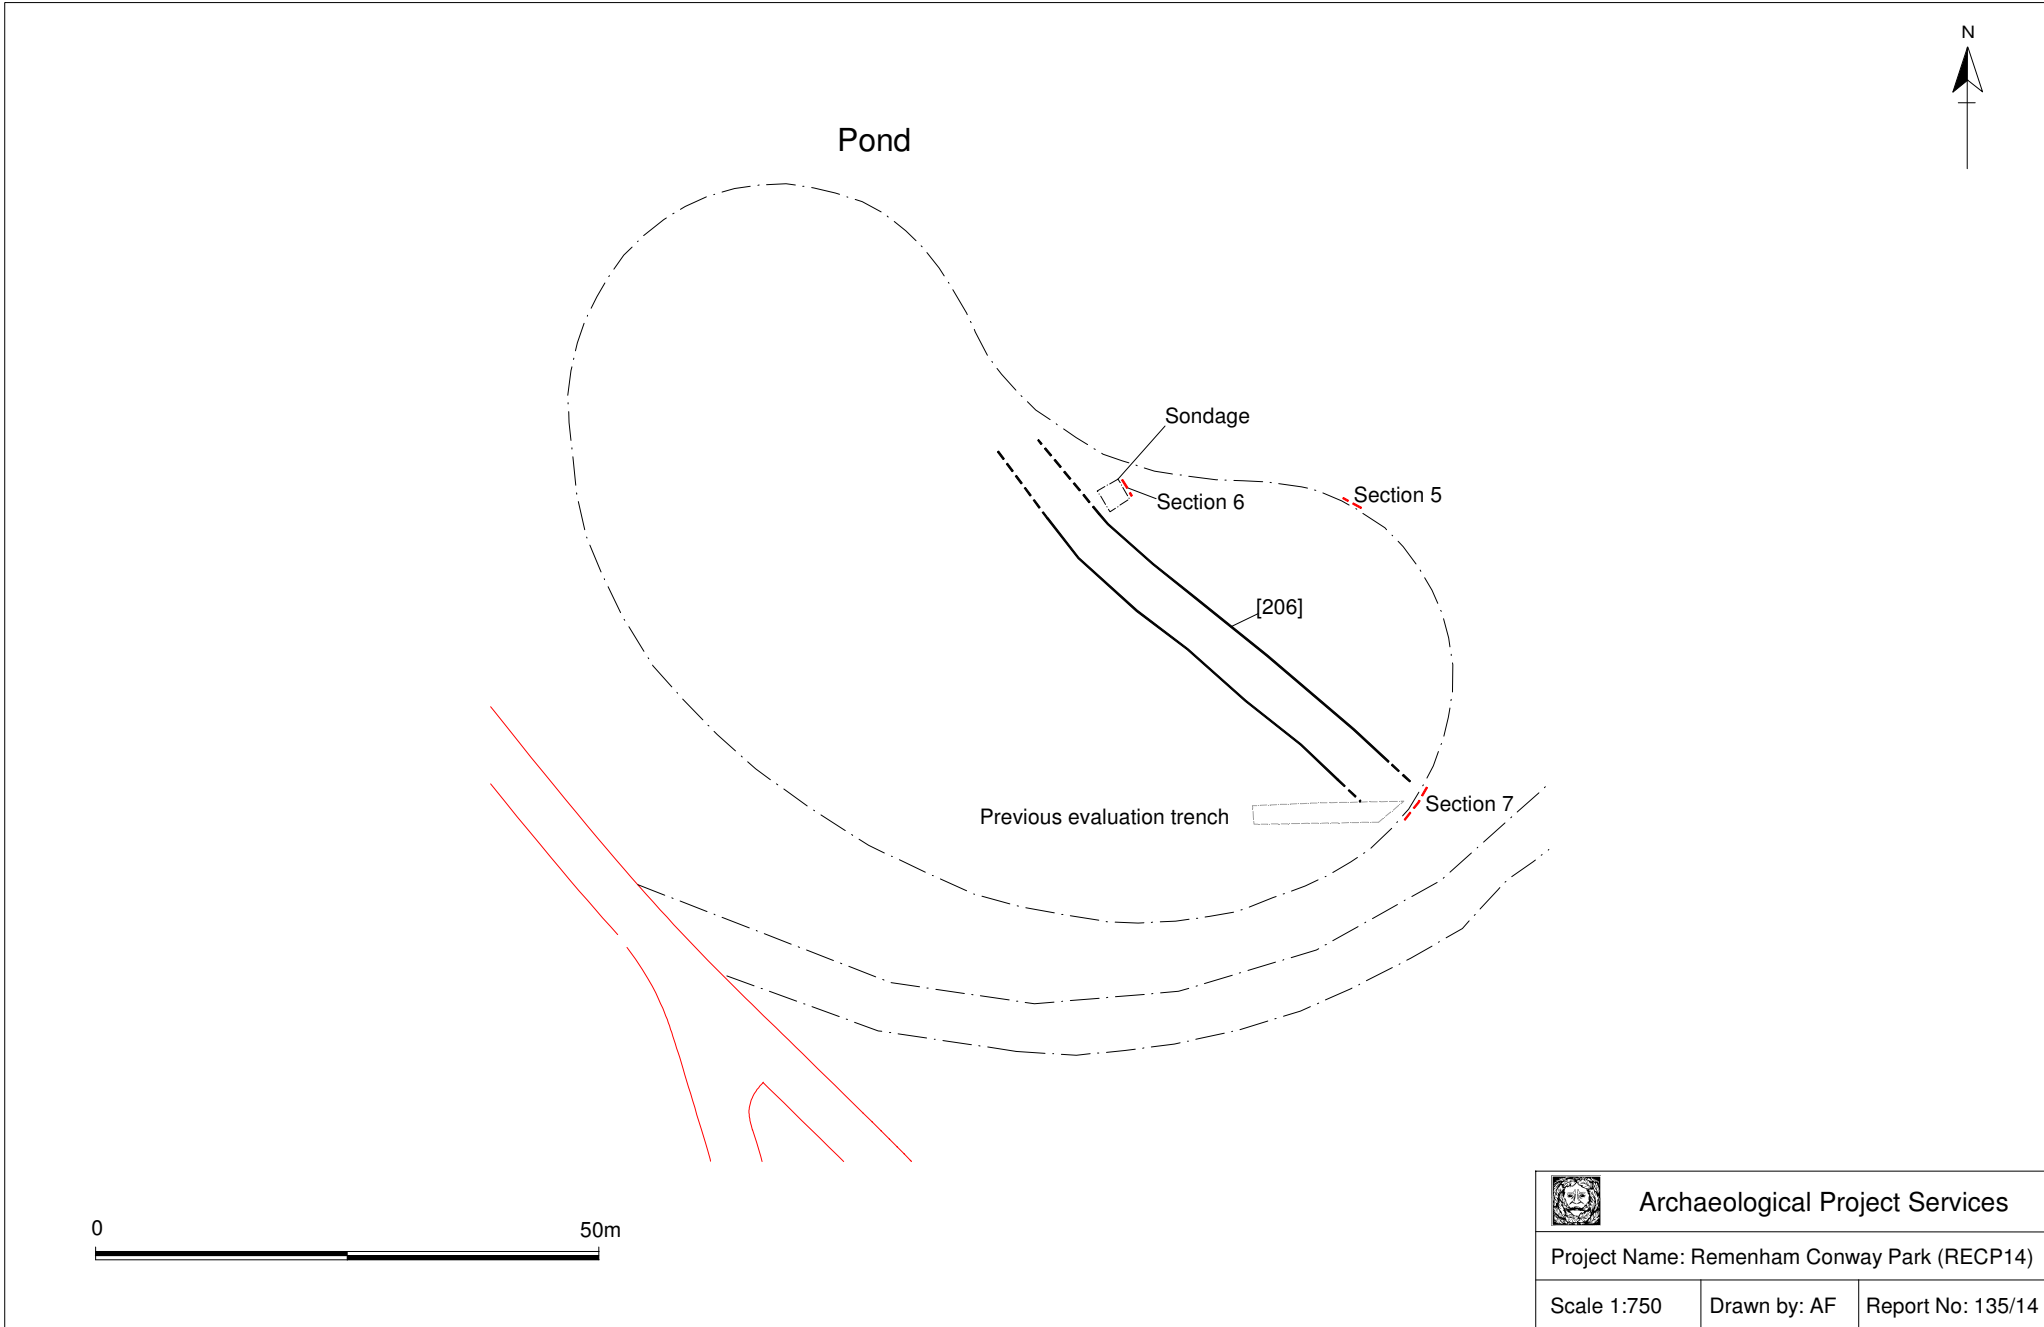 N
Pond
Sondage
Section 5
Section 6
[206]
Section 7
Previous evaluation trench
0 50m
Archaeological Project Services
Project Name: Remenham Conway Park (RECP14)
Scale 1:750 Drawn by: AF Report No: 135/14